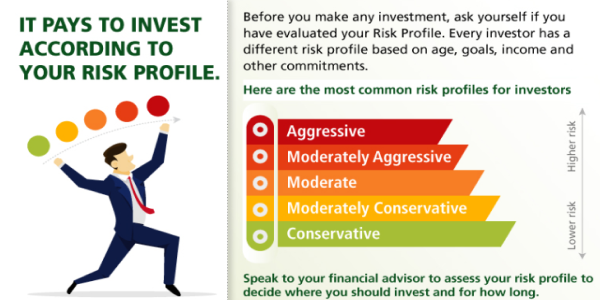 IT PAYS TO INVEST
ACCORDING TO
YOUR RISK PROFILE.
Before you make any investment, ask yourself if you
have evaluated your Risk Profile. Every investor has a
different risk profile based on age, goals, income and
other commitments.
Here are the most common risk profiles for investors
Aggressive
Moderately Aggressive
Moderate
Moderately Conservative
Conservative
Higher risk
Lower risk
Speak to your financial advisor to assess your risk profile to
decide where you should invest and for how long.